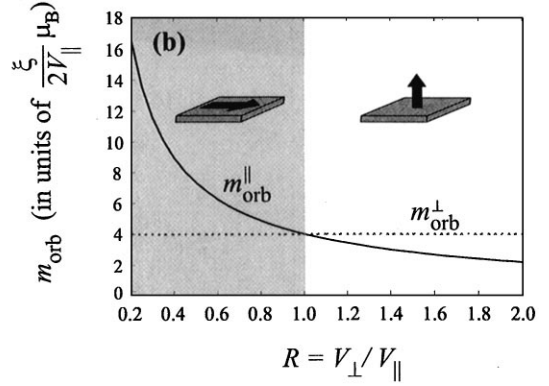 18
16
14
12
10
8
6
4
2
0
m_orb (in units of ξ/2V_∥ μ_B)
(b)
m_orb^∥
m_orb^⊥
0.2 0.4 0.6 0.8 1.0 1.2 1.4 1.6 1.8 2.0
R = V_⊥/V_∥